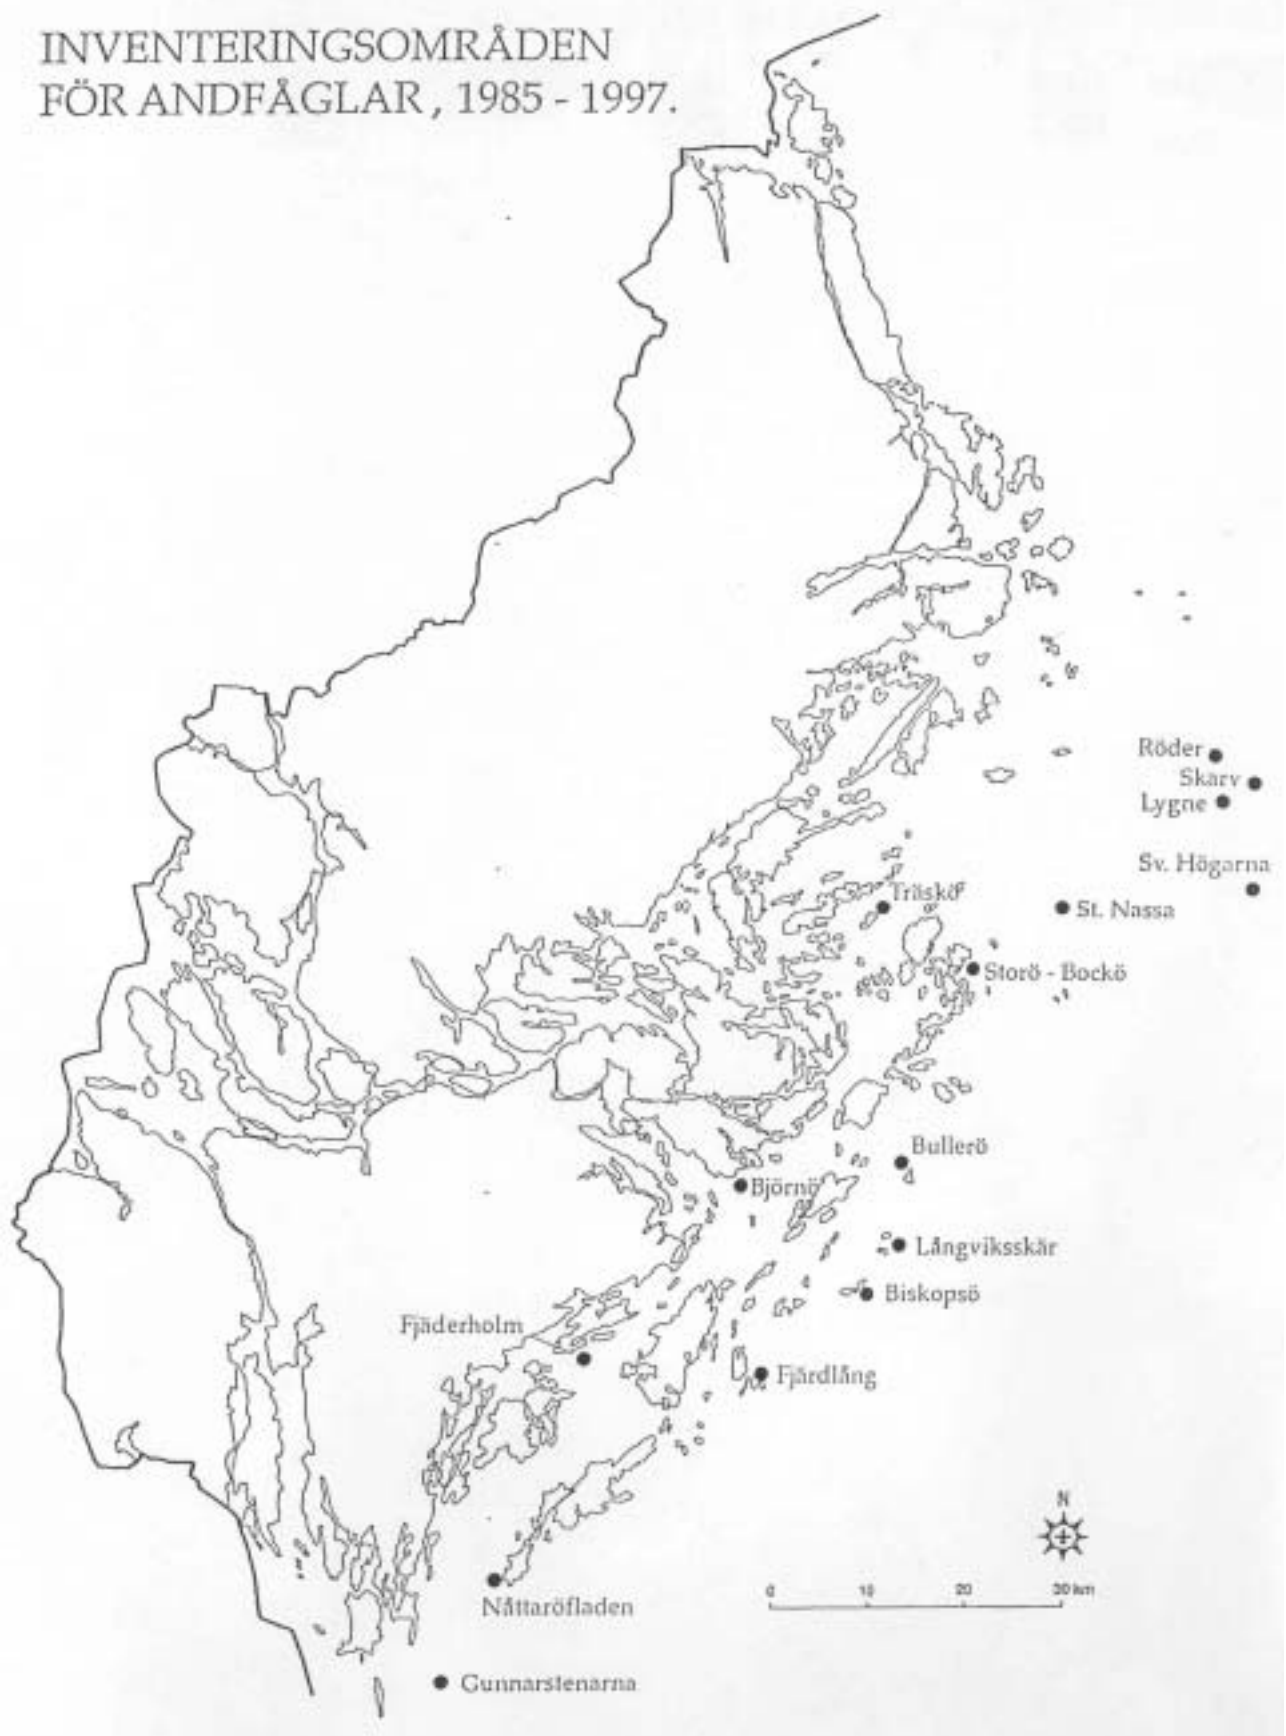 INVENTERINGSOMRÅDEN
FÖR ANDFÅGLAR, 1985 - 1997.
Röder
Skarv
Lygne
Sv. Högarna
Träskö
St. Nassa
Storö - Bockö
Bullerö
Björnö
Långviksskär
Biskopsö
Fjäderholm
Fjärdlång
N
0 10 20 30 km
Nåttaröfladen
Gunnarstenarna